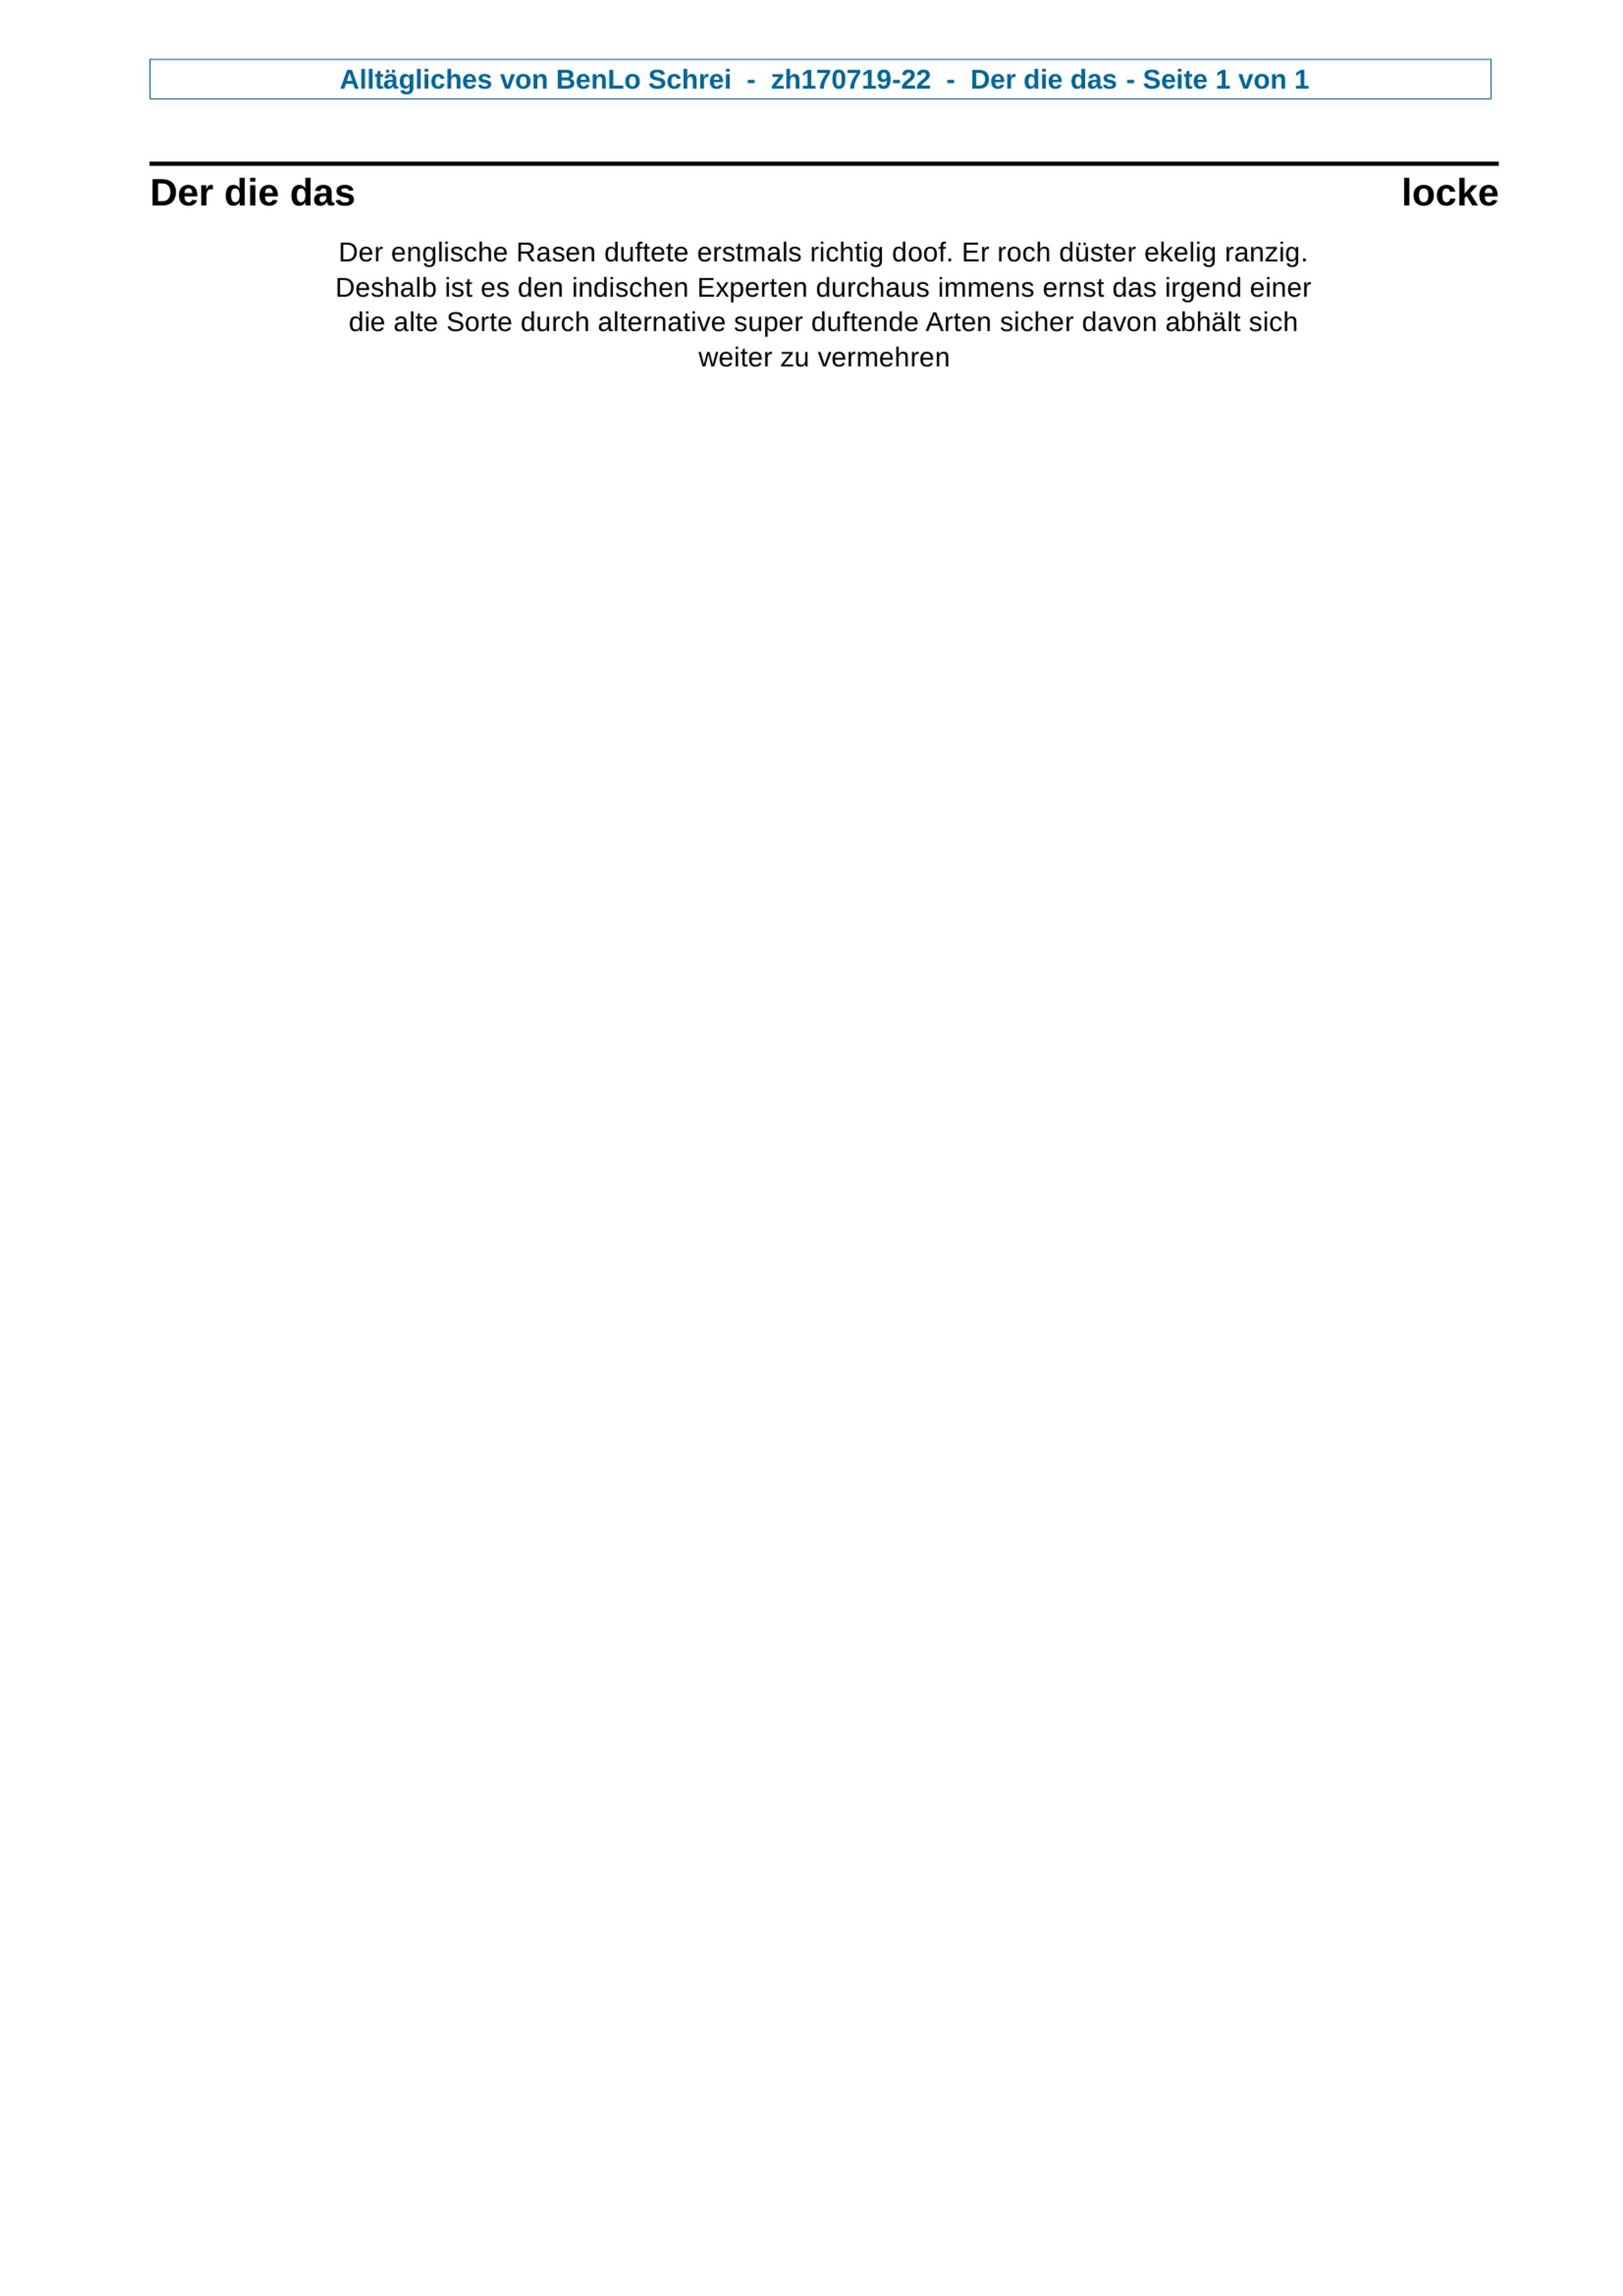 Alltägliches von BenLo Schrei - zh170719-22 - Der die das - Seite 1 von 1
Der die das locke
Der englische Rasen duftete erstmals richtig doof. Er roch düster ekelig ranzig.
Deshalb ist es den indischen Experten durchaus immens ernst das irgend einer
die alte Sorte durch alternative super duftende Arten sicher davon abhält sich
weiter zu vermehren